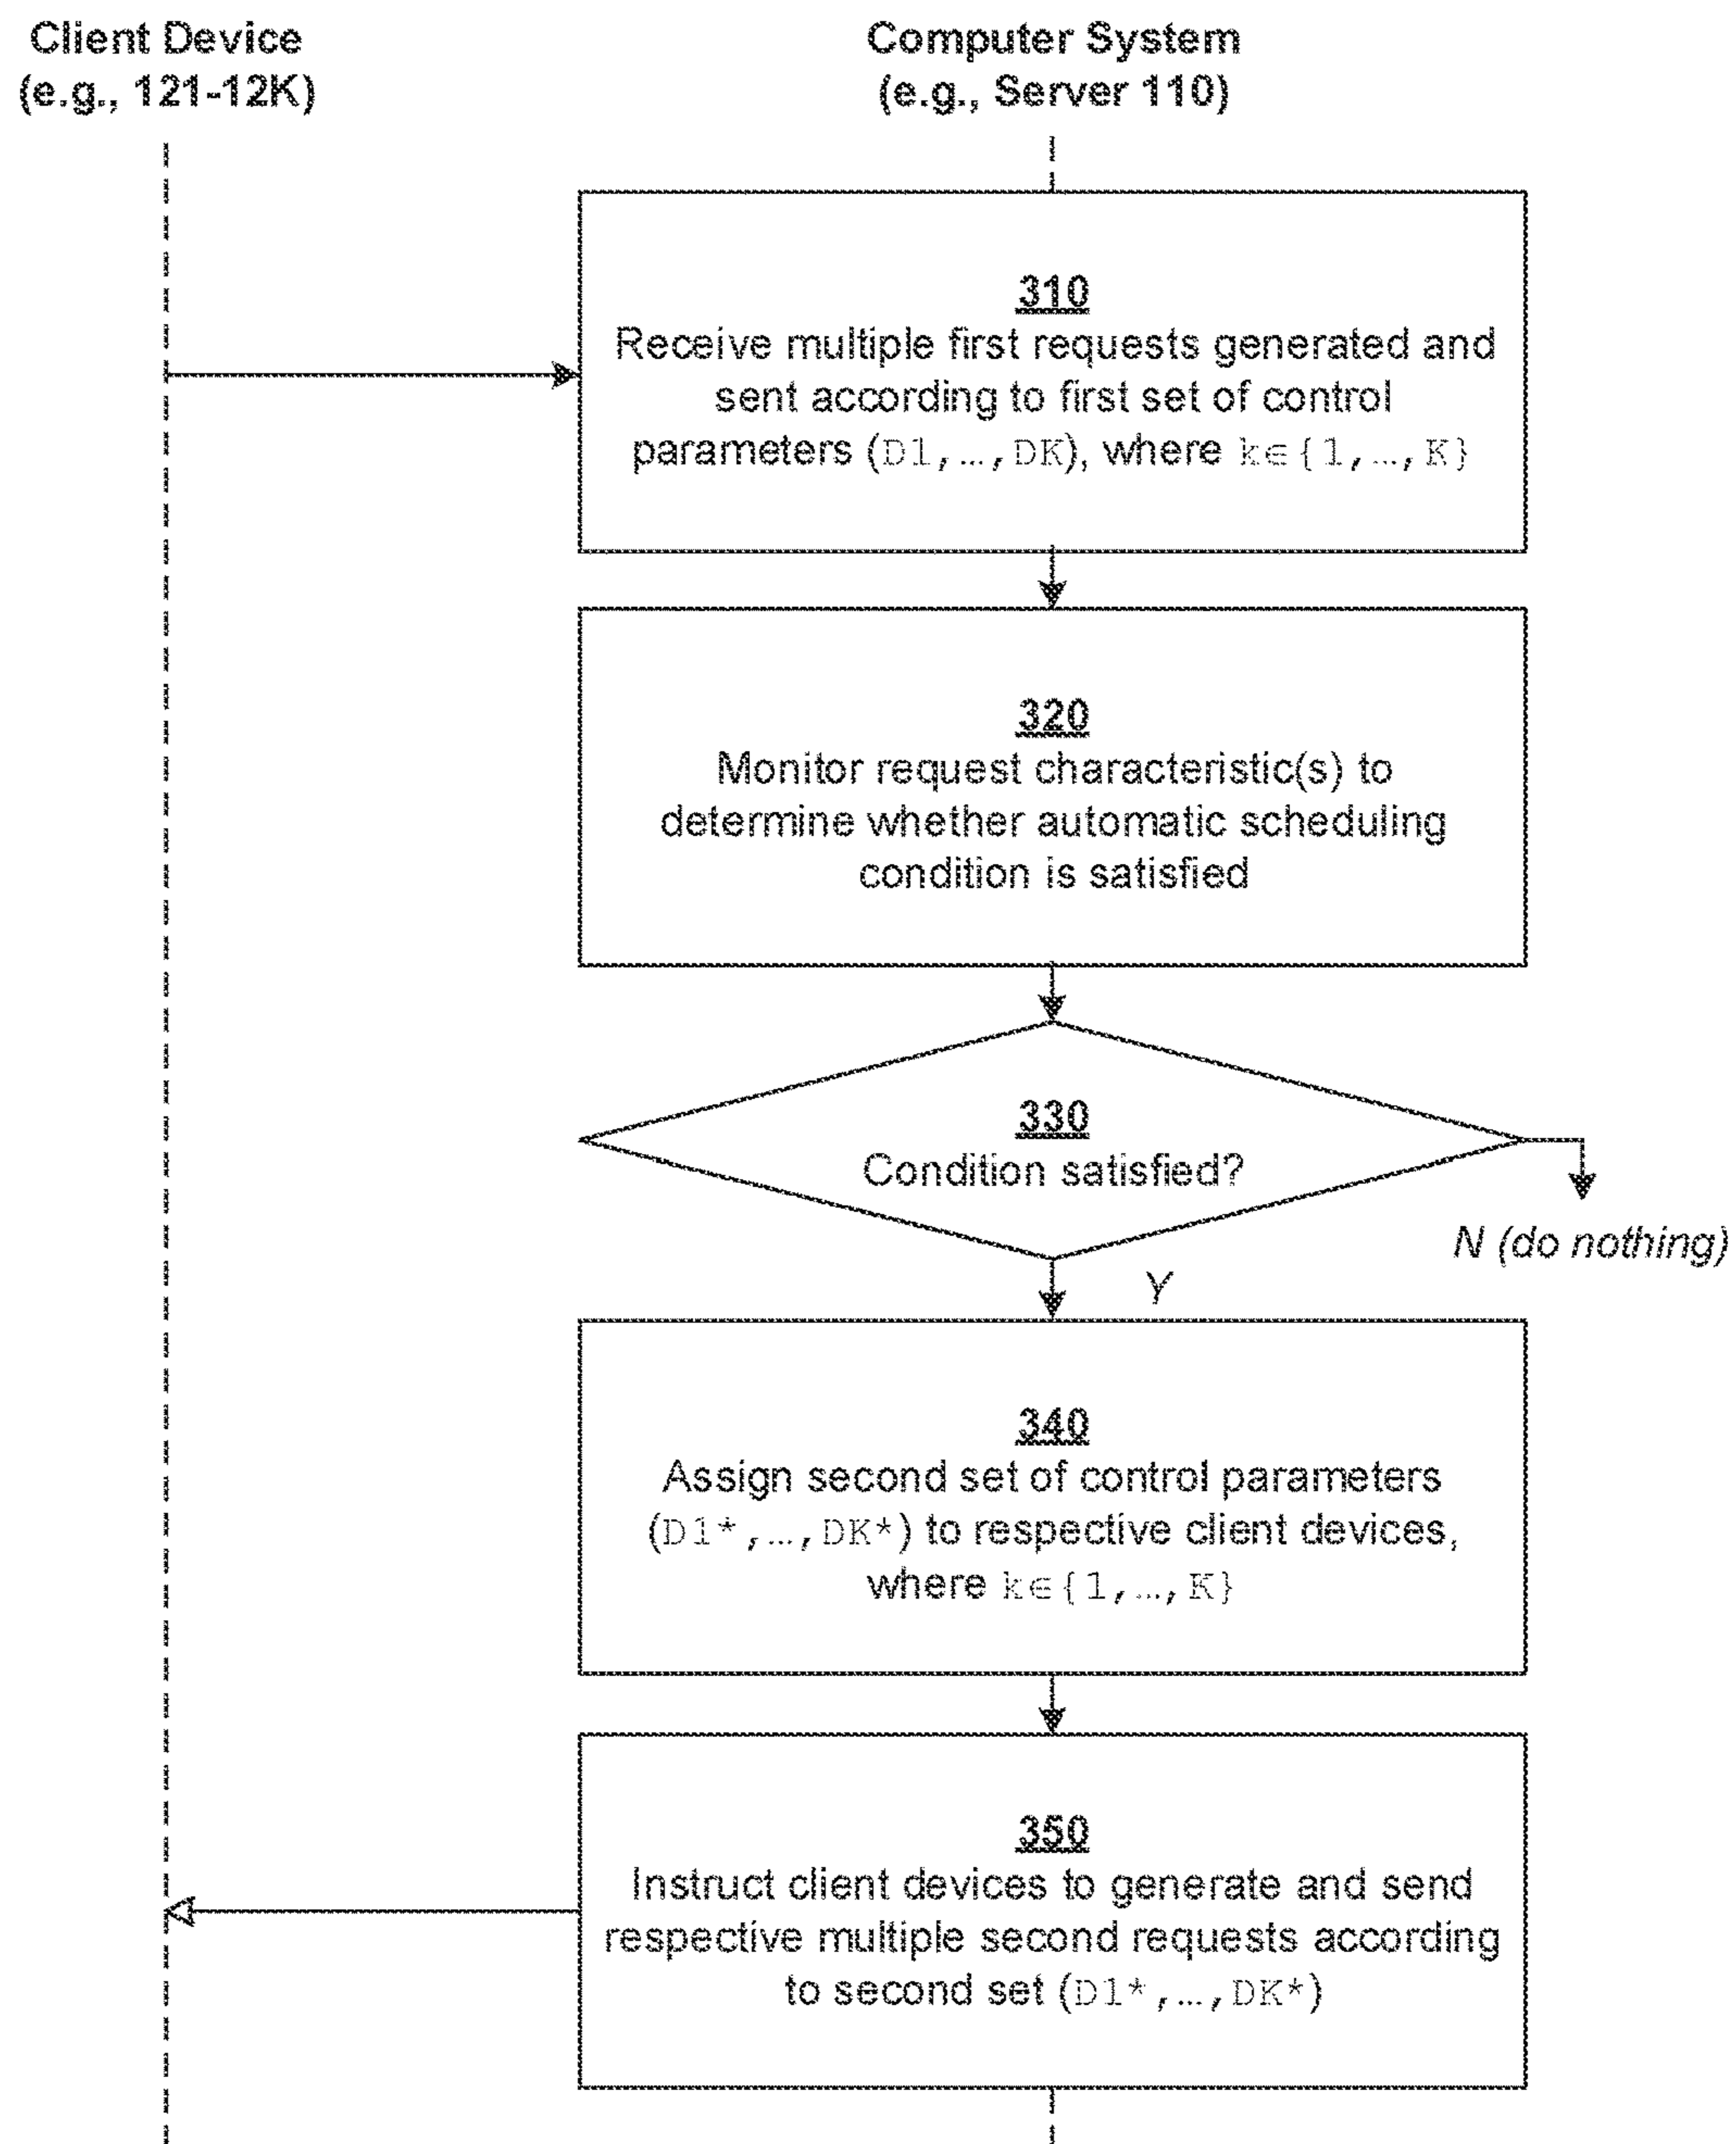 Client Device
(e.g., 121-12K)
Computer System
(e.g., Server 110)
310
Receive multiple first requests generated and
sent according to first set of control
parameters (D1,…,DK), where k∈{1,…,K}
320
Monitor request characteristic(s) to
determine whether automatic scheduling
condition is satisfied
330
Condition satisfied?
N (do nothing)
Y
340
Assign second set of control parameters
(D1*,…,DK*) to respective client devices,
where k∈{1,…,K}
350
Instruct client devices to generate and send
respective multiple second requests according
to second set (D1*,…,DK*)